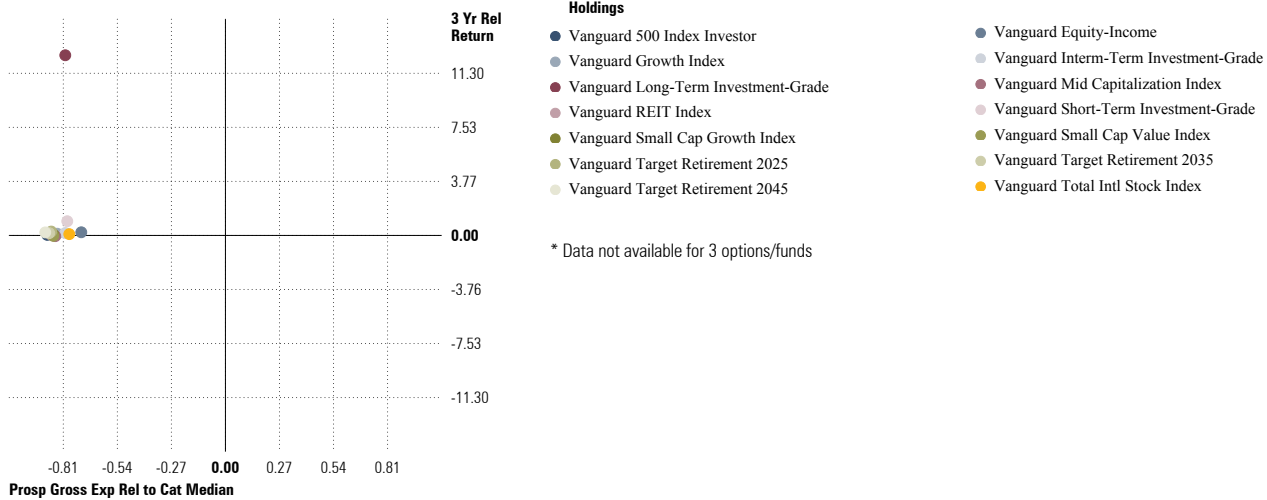 3 Yr Rel
Return
11.30
7.53
3.77
0.00
-3.76
-7.53
-11.30
-0.81 -0.54 -0.27 0.00 0.27 0.54 0.81
Prosp Gross Exp Rel to Cat Median
Holdings
Vanguard 500 Index Investor
Vanguard Growth Index
Vanguard Long-Term Investment-Grade
Vanguard REIT Index
Vanguard Small Cap Growth Index
Vanguard Target Retirement 2025
Vanguard Target Retirement 2045
* Data not available for 3 options/funds
Vanguard Equity-Income
Vanguard Interm-Term Investment-Grade
Vanguard Mid Capitalization Index
Vanguard Short-Term Investment-Grade
Vanguard Small Cap Value Index
Vanguard Target Retirement 2035
Vanguard Total Intl Stock Index